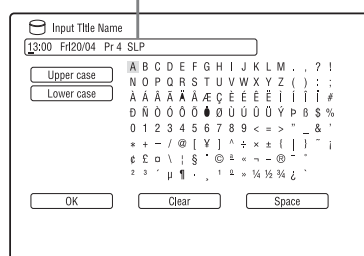 Input Title Name
13:00 Fri20/04 Pr 4 SLP
Upper case
Lower case
A B C D E F G H I J K L M . , ? !
N O P Q R S T U V W X Y Z ( ) : ;
À Á Â Ã Ä Å Æ Ç È É Ê Ë Ì Í Î Ï #
Ð Ñ Ò Ó Ô Õ Ö Ø Ù Ú Û Ü Ý Þ ß $ %
0 1 2 3 4 5 6 7 8 9 < = > " _ & '
* + – / @ [ ¥ ] ^ ÷ × ± { | } ~ ¡
¢ £ ¤ \ ¦ § ¨ © ª « ¬ - ® ¯ °
² ³ ´ µ ¶ · ¸ ¹ º » ¼ ½ ¾ ¿ `
OK
Clear
Space